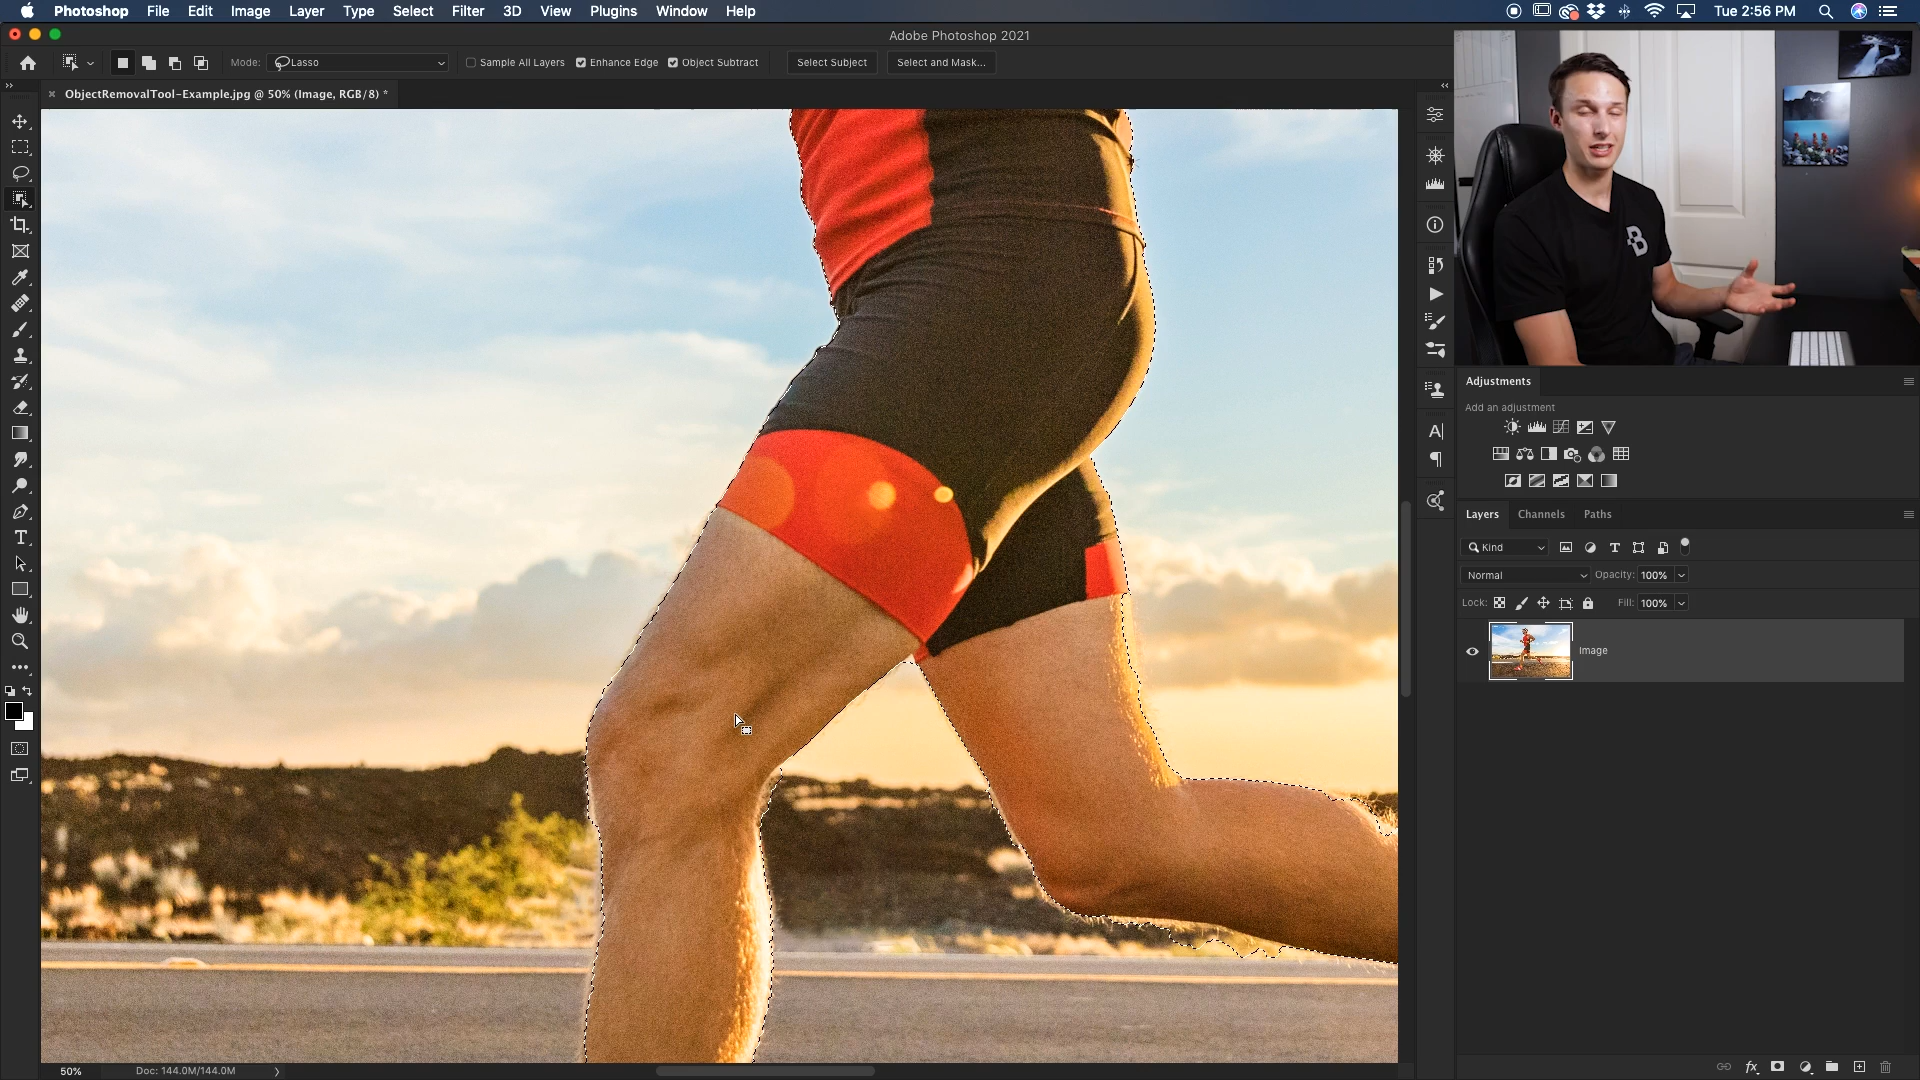 Photoshop File Edit Image Layer Type Select Filter 3D View Plugins Window Help Tue 2:56 PM
Adobe Photoshop 2021
Mode: Lasso Sample All Layers Enhance Edge Object Subtract Select Subject Select and Mask...
ObjectRemovalTool-Example.jpg @ 50% (Image, RGB/8) *
B
Adjustments
Add an adjustment
Layers Channels Paths
Kind
Normal Opacity: 100%
Lock: Fill: 100%
Image
50% Doc: 144.0M/144.0M